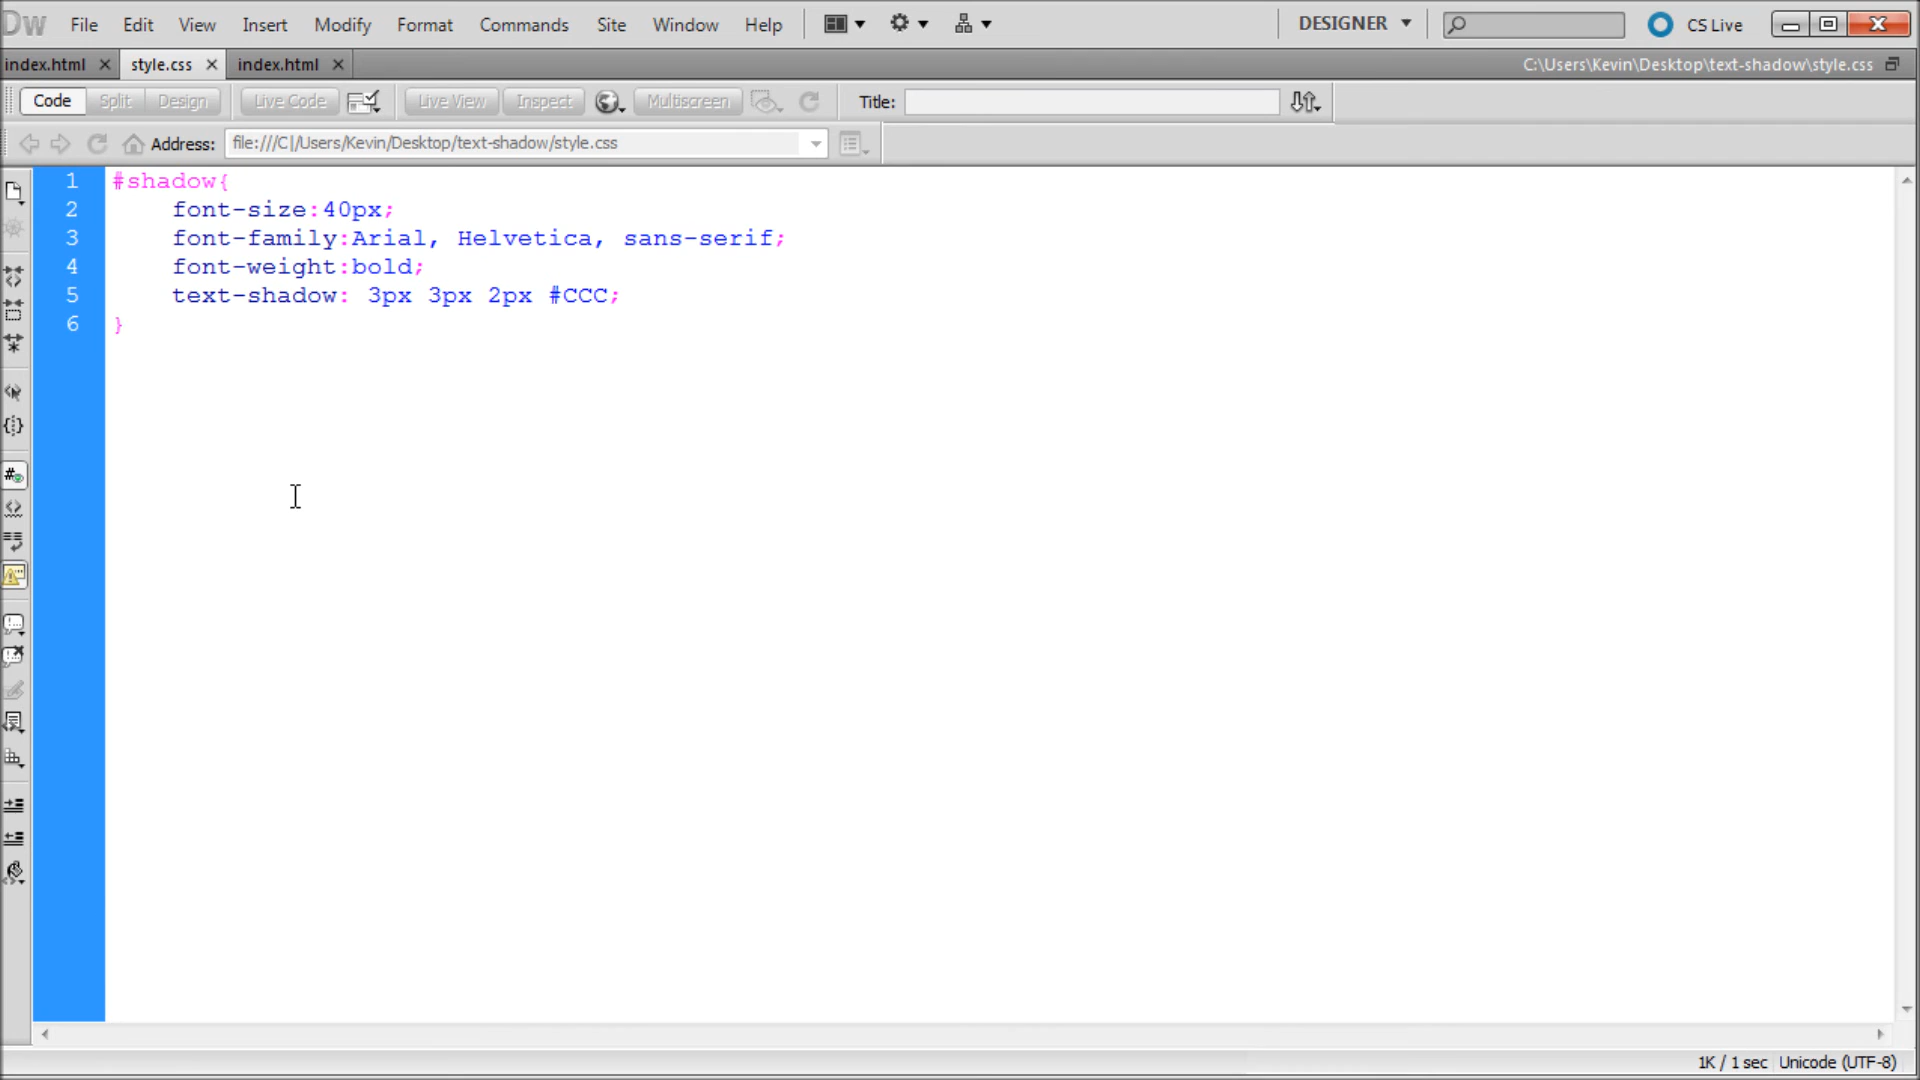 Dw File Edit View Insert Modify Format Commands Site Window Help DESIGNER CS Live
index.html style.css index.html C:\Users\Kevin\Desktop\text-shadow\style.css
Code Split Design Live Code Live View Inspect Multiscreen Title:
Address: file:///C|/Users/Kevin/Desktop/text-shadow/style.css
1 #shadow{
2 font-size:40px;
3 font-family:Arial, Helvetica, sans-serif;
4 font-weight:bold;
5 text-shadow: 3px 3px 2px #CCC;
6 }
1K / 1 sec Unicode (UTF-8)